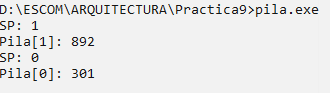 D:\ESCOM\ARQUITECTURA\Practica9>pila.exe
SP: 1
Pila[1]: 892
SP: 0
Pila[0]: 301